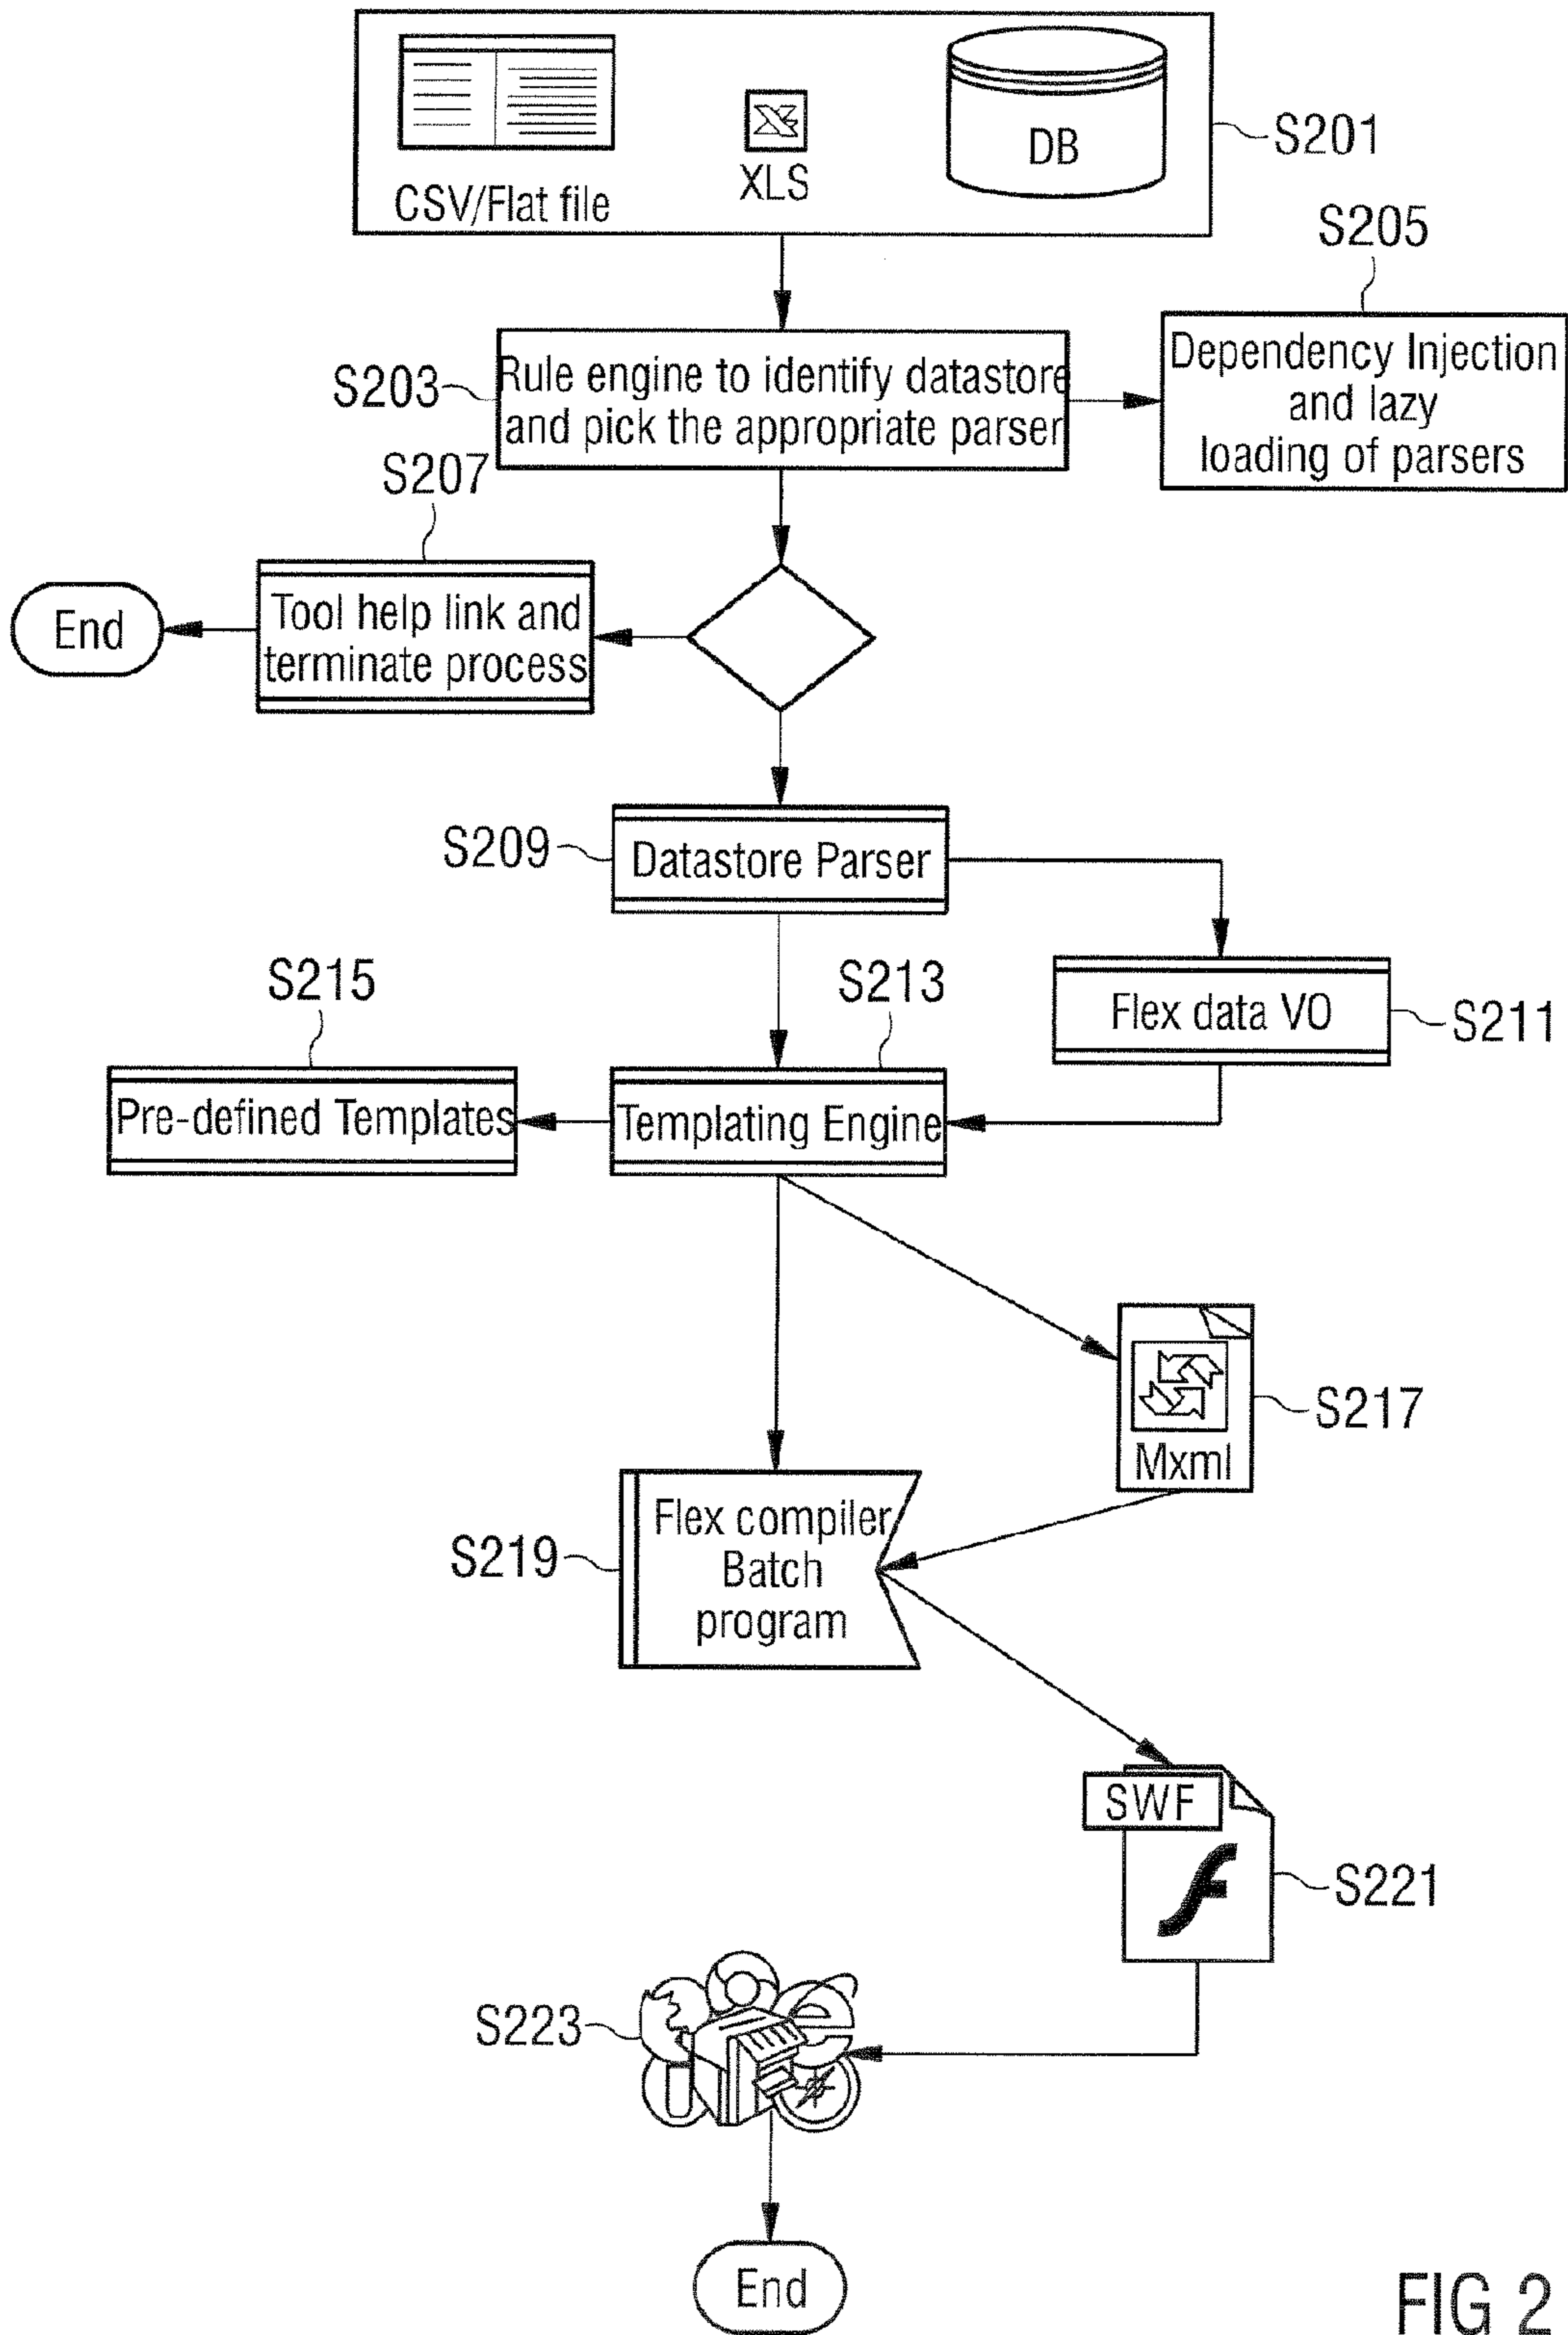 CSV/Flat file
XLS
DB
S201
S205
S203
Rule engine to identify datastore
and pick the appropriate parser
Dependency Injection
and lazy
loading of parsers
S207
End
Tool help link and
terminate process
S209
Datastore Parser
S215
S213
Flex data VO
S211
Pre-defined Templates
Templating Engine
S217
Mxml
S219
Flex compiler
Batch
program
SWF
S221
S223
End
FIG 2